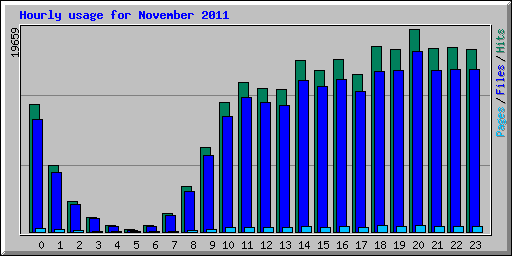 Hourly usage for November 2011
19659
Pages / Files / Hits
0 1 2 3 4 5 6 7 8 9 10 11 12 13 14 15 16 17 18 19 20 21 22 23